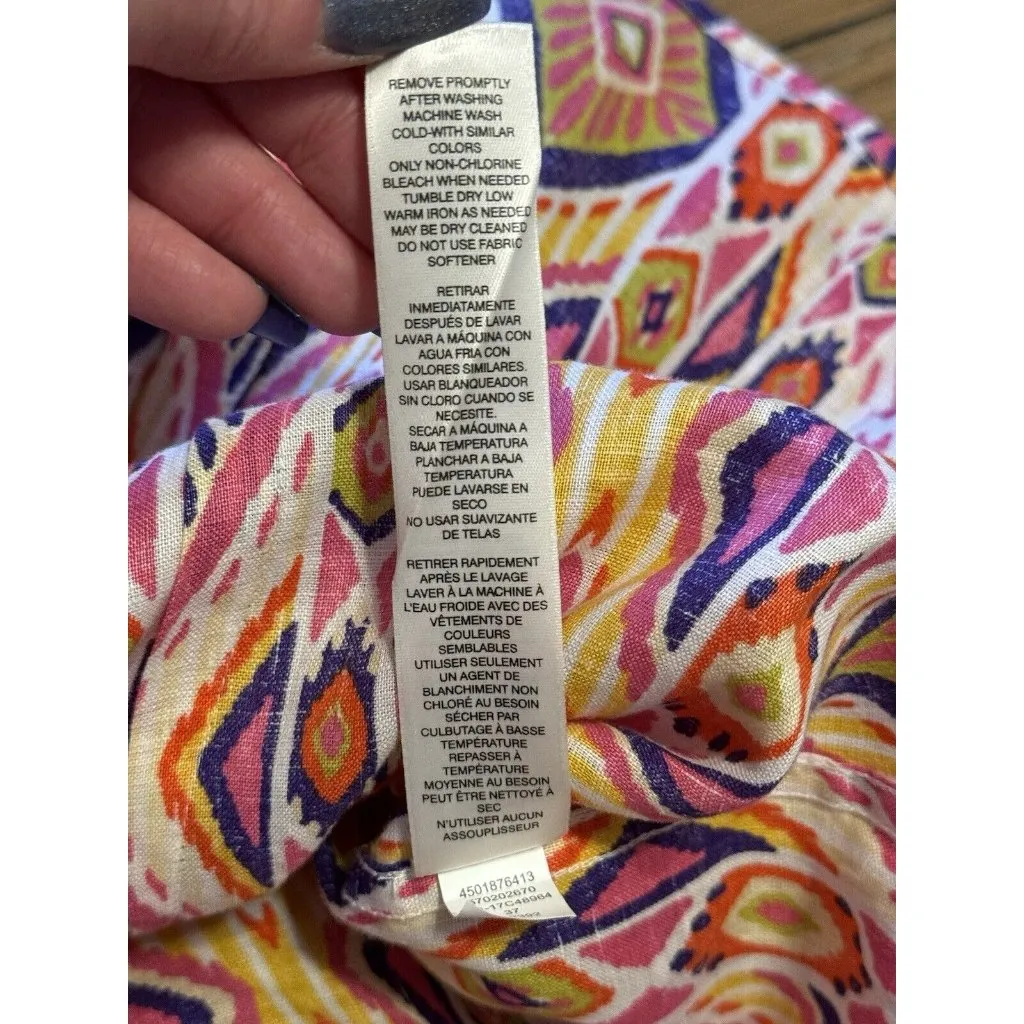 REMOVE PROMPTLY
AFTER WASHING
MACHINE WASH
COLD-WITH SIMILAR
COLORS
ONLY NON-CHLORINE
BLEACH WHEN NEEDED
TUMBLE DRY LOW
WARM IRON AS NEEDED
MAY BE DRY CLEANED
DO NOT USE FABRIC
SOFTENER
RETIRAR
INMEDIATAMENTE
DESPUÉS DE LAVAR
LAVAR A MÁQUINA CON
AGUA FRIA CON
COLORES SIMILARES.
USAR BLANQUEADOR
SIN CLORO CUANDO SE
NECESITE.
SECAR A MÁQUINA A
BAJA TEMPERATURA
PLANCHAR A BAJA
TEMPERATURA
PUEDE LAVARSE EN
SECO
NO USAR SUAVIZANTE
DE TELAS
RETIRER RAPIDEMENT
APRÈS LE LAVAGE
LAVER À LA MACHINE À
L'EAU FROIDE AVEC DES
VÊTEMENTS DE
COULEURS
SEMBLABLES
UTILISER SEULEMENT
UN AGENT DE
BLANCHIMENT NON
CHLORÉ AU BESOIN
SÉCHER PAR
CULBUTAGE À BASSE
TEMPÉRATURE
REPASSER À
TEMPÉRATURE
MOYENNE AU BESOIN
PEUT ÊTRE NETTOYÉ À
SEC
N'UTILISER AUCUN
ASSOUPLISSEUR
4501876413
70202670
-17C48964
37